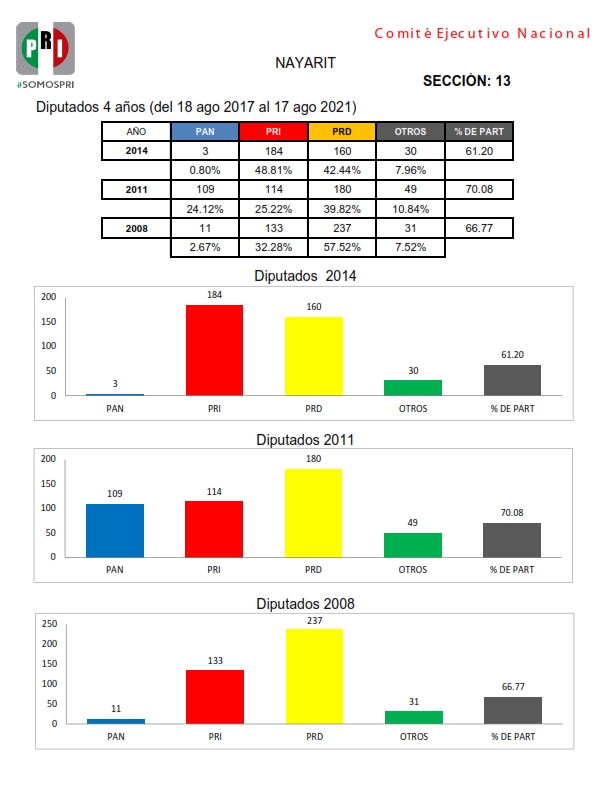 Comité Ejecutivo Nacional
PRI
#SOMOSPRI
NAYARIT
SECCIÓN: 13
Diputados 4 años (del 18 ago 2017 al 17 ago 2021)
AÑO PAN PRI PRD OTROS % DE PART
2014 3 184 160 30 61.20
0.80% 48.81% 42.44% 7.96%
2011 109 114 180 49 70.08
24.12% 25.22% 39.82% 10.84%
2008 11 133 237 31 66.77
2.67% 32.28% 57.52% 7.52%
Diputados 2014
200
150
100
50
0
3
184
160
30
61.20
PAN PRI PRD OTROS % DE PART
Diputados 2011
200
150
100
50
0
109
114
180
49
70.08
PAN PRI PRD OTROS % DE PART
Diputados 2008
250
200
150
100
50
0
11
133
237
31
66.77
PAN PRI PRD OTROS % DE PART